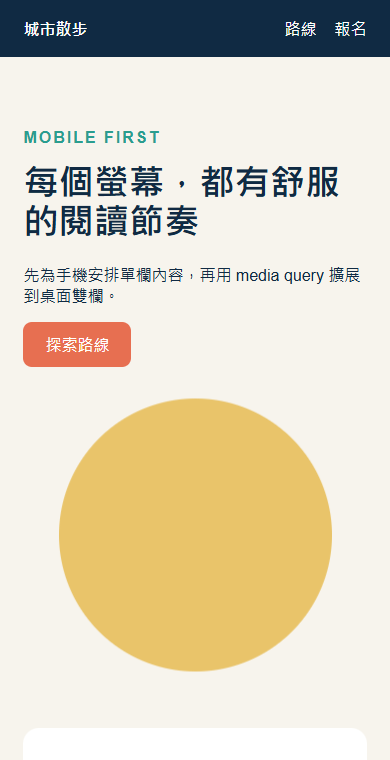 城市散步
路線 報名
MOBILE FIRST
每個螢幕，都有舒服
的閱讀節奏
先為手機安排單欄內容，再用 media query 擴展
到桌面雙欄。
探索路線